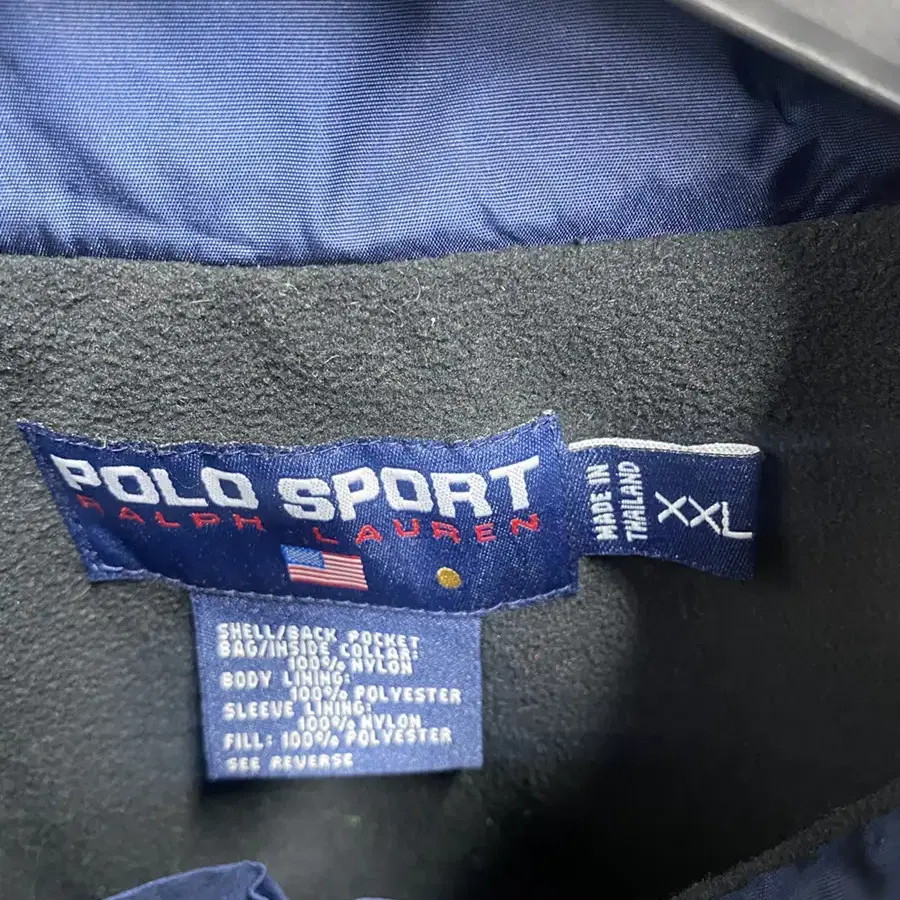 POLO SPORT
RALPH LAUREN
MADE IN
THAILAND
XXL
SHELL/BACK POCKET
BAG/INSIDE COLLAR:
100% NYLON
BODY LINING:
100% POLYESTER
SLEEVE LINING:
100% NYLON
FILL: 100% POLYESTER
SEE REVERSE